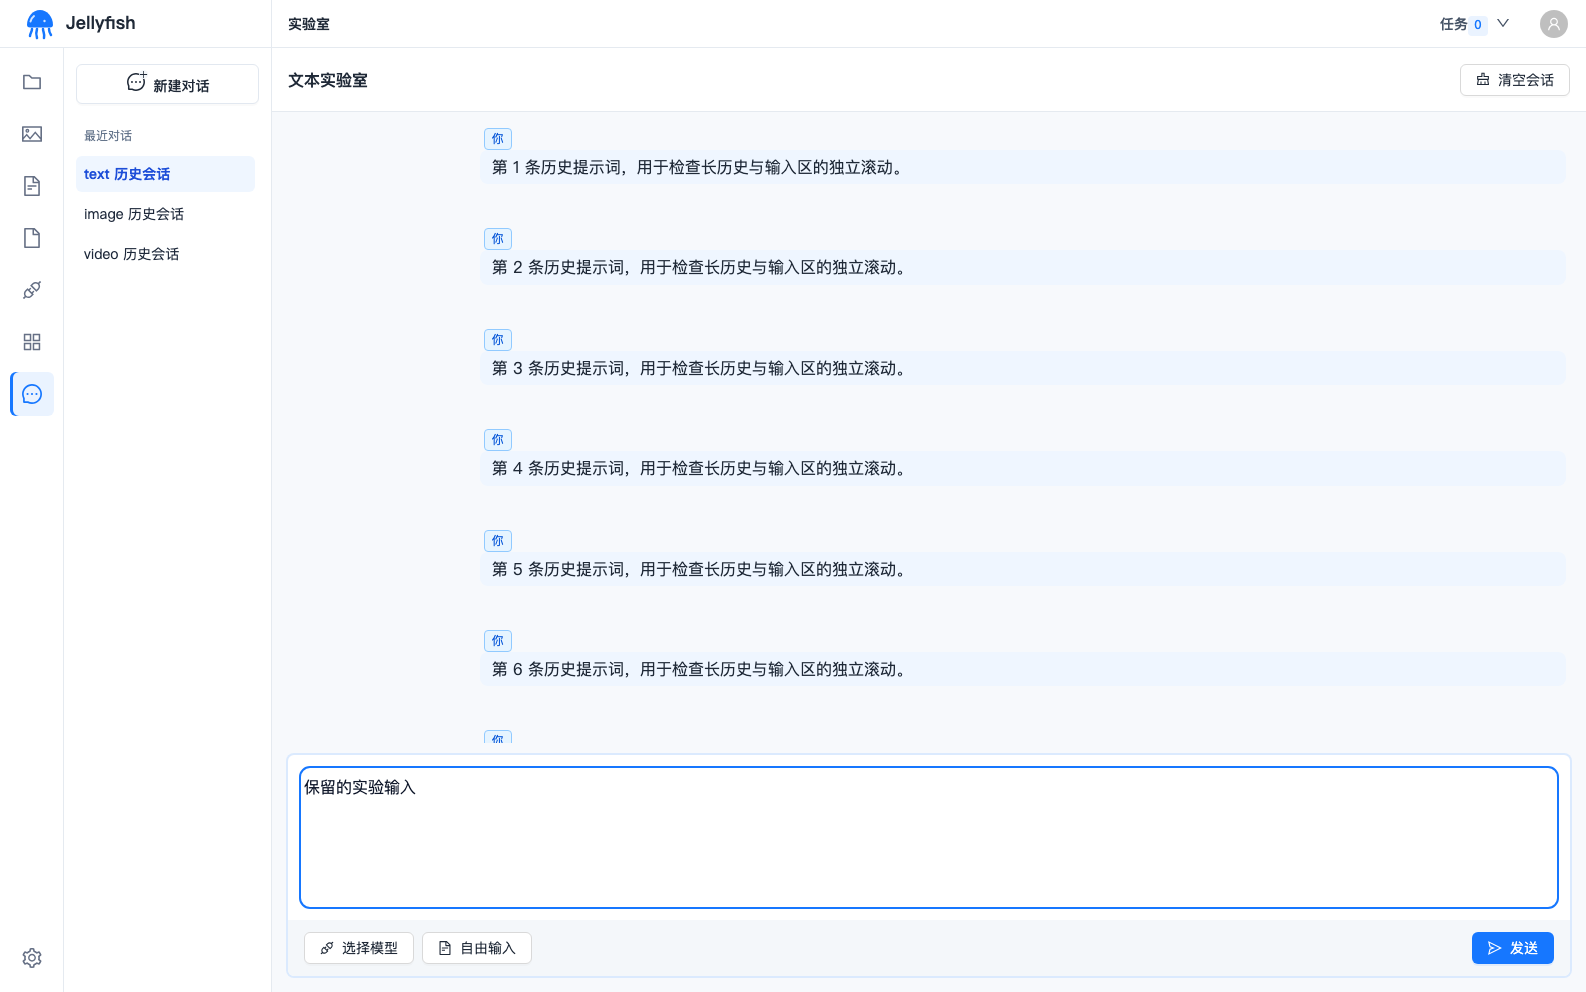 Jellyfish
实验室
任务 0
新建对话
最近对话
text 历史会话
image 历史会话
video 历史会话
文本实验室
清空会话
你
第 1 条历史提示词，用于检查长历史与输入区的独立滚动。
你
第 2 条历史提示词，用于检查长历史与输入区的独立滚动。
你
第 3 条历史提示词，用于检查长历史与输入区的独立滚动。
你
第 4 条历史提示词，用于检查长历史与输入区的独立滚动。
你
第 5 条历史提示词，用于检查长历史与输入区的独立滚动。
你
第 6 条历史提示词，用于检查长历史与输入区的独立滚动。
你
保留的实验输入
选择模型
自由输入
发送